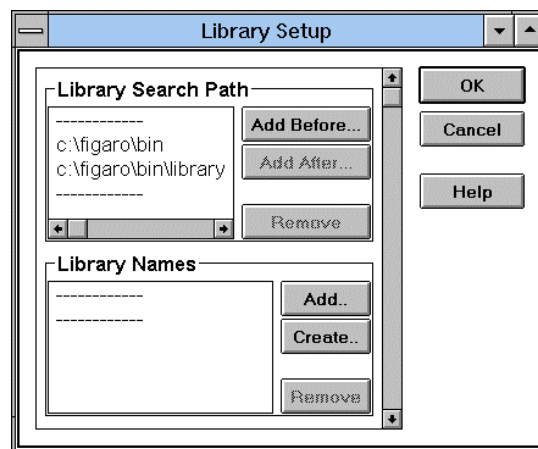 Library Setup
Library Search Path
------------
c:\figaro\bin
c:\figaro\bin\library
------------
Add Before...
Add After...
Remove
Library Names
------------
------------
Add..
Create..
Remove
OK
Cancel
Help